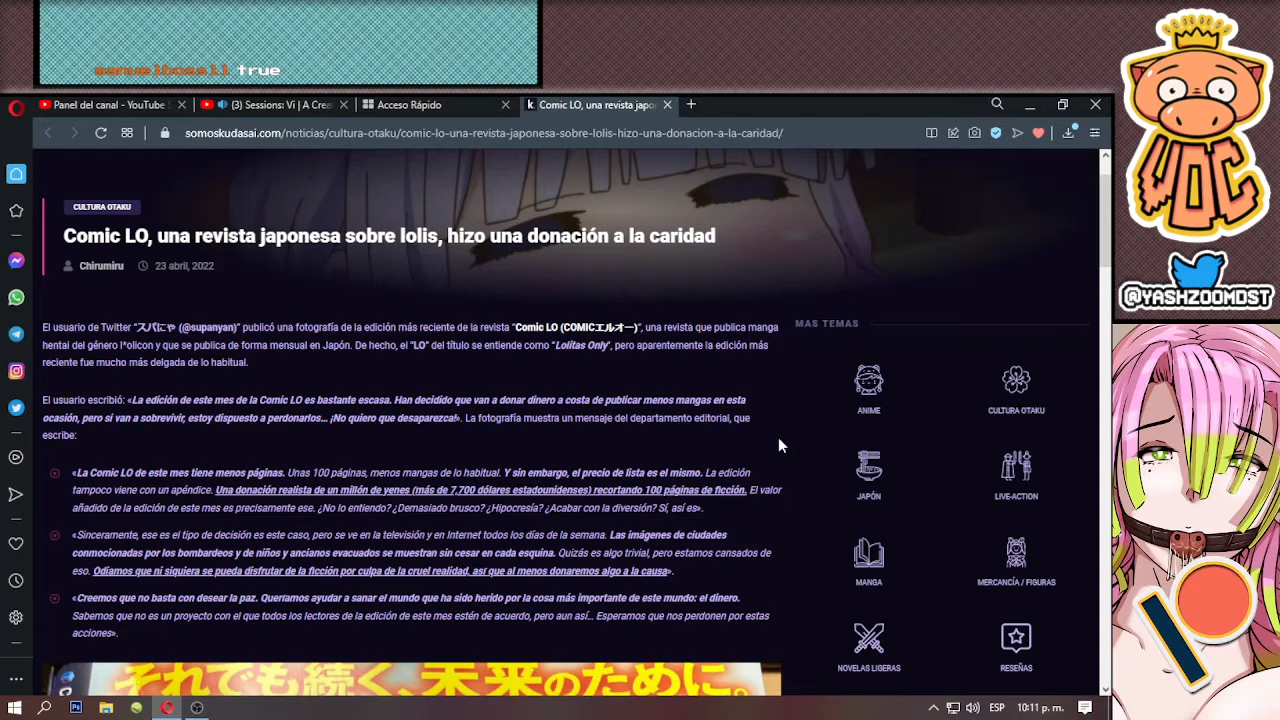 manuelbossll true
Panel del canal - YouTube S
(3) Sessions: Vi | A Crea
Acceso Rápido
Comic LO, una revista japo
somoskudasai.com/noticias/cultura-otaku/comic-lo-una-revista-japonesa-sobre-lolis-hizo-una-donacion-a-la-caridad/
CULTURA OTAKU
Comic LO, una revista japonesa sobre lolis, hizo una donación a la caridad
Chirumiru 23 abril, 2022
El usuario de Twitter "スパにゃ (@supanyan)" publicó una fotografía de la edición más reciente de la revista "Comic LO (COMICエルオー)", una revista que publica manga
hentai del género l*olicon y que se publica de forma mensual en Japón. De hecho, el "LO" del título se entiende como "Lolitas Only", pero aparentemente la edición más
reciente fue mucho más delgada de lo habitual.
El usuario escribió: «La edición de este mes de la Comic LO es bastante escasa. Han decidido que van a donar dinero a costa de publicar menos mangas en esta
ocasión, pero si van a sobrevivir, estoy dispuesto a perdonarlos... ¡No quiero que desaparezca!». La fotografía muestra un mensaje del departamento editorial, que
escribe:
«La Comic LO de este mes tiene menos páginas. Unas 100 páginas, menos mangas de lo habitual. Y sin embargo, el precio de lista es el mismo. La edición
tampoco viene con un apéndice. Una donación realista de un millón de yenes (más de 7,700 dólares estadounidenses) recortando 100 páginas de ficción. El valor
añadido de la edición de este mes es precisamente ese. ¿No lo entiendo? ¿Demasiado brusco? ¿Hipocresía? ¿Acabar con la diversión? Sí, así es».
«Sinceramente, ese es el tipo de decisión es este caso, pero se ve en la televisión y en Internet todos los días de la semana. Las imágenes de ciudades
conmocionadas por los bombardeos y de niños y ancianos evacuados se muestran sin cesar en cada esquina. Quizás es algo trivial, pero estamos cansados de
eso. Odiamos que ni siquiera se pueda disfrutar de la ficción por culpa de la cruel realidad, así que al menos donaremos algo a la causa».
«Creemos que no basta con desear la paz. Queríamos ayudar a sanar el mundo que ha sido herido por la cosa más importante de este mundo: el dinero.
Sabemos que no es un proyecto con el que todos los lectores de la edición de este mes estén de acuerdo, pero aun así... Esperamos que nos perdonen por estas
acciones».
それでも続く、未来のために。
MAS TEMAS
ANIME
CULTURA OTAKU
JAPÓN
LIVE-ACTION
MANGA
MERCANCÍA / FIGURAS
NOVELAS LIGERAS
RESEÑAS
@YASHZOOMDST
ESP
10:11 p. m.